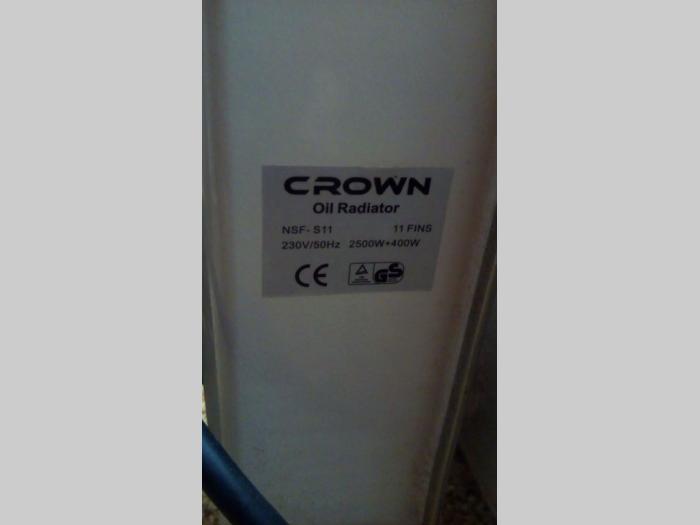 CROWN
Oil Radiator
NSF- S11 11 FINS
230V/50Hz 2500W+400W
CE GS